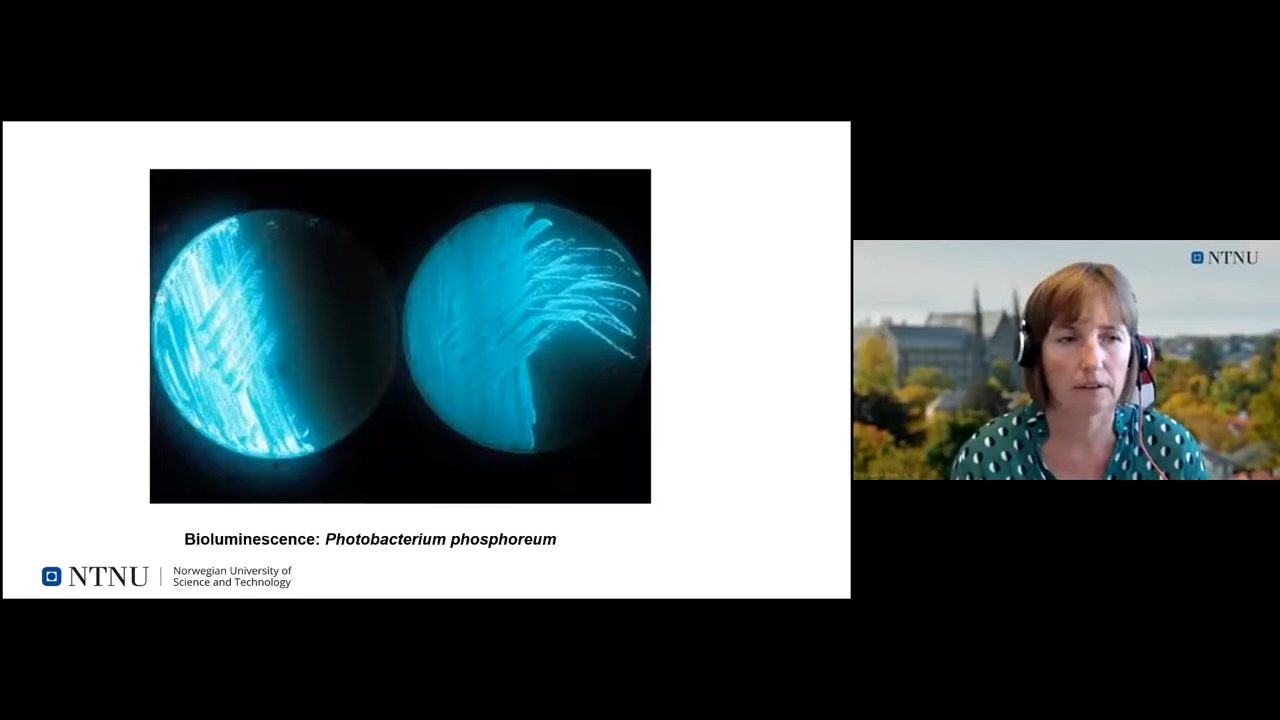 Bioluminescence: Photobacterium phosphoreum
NTNU
Norwegian University of
Science and Technology
NTNU